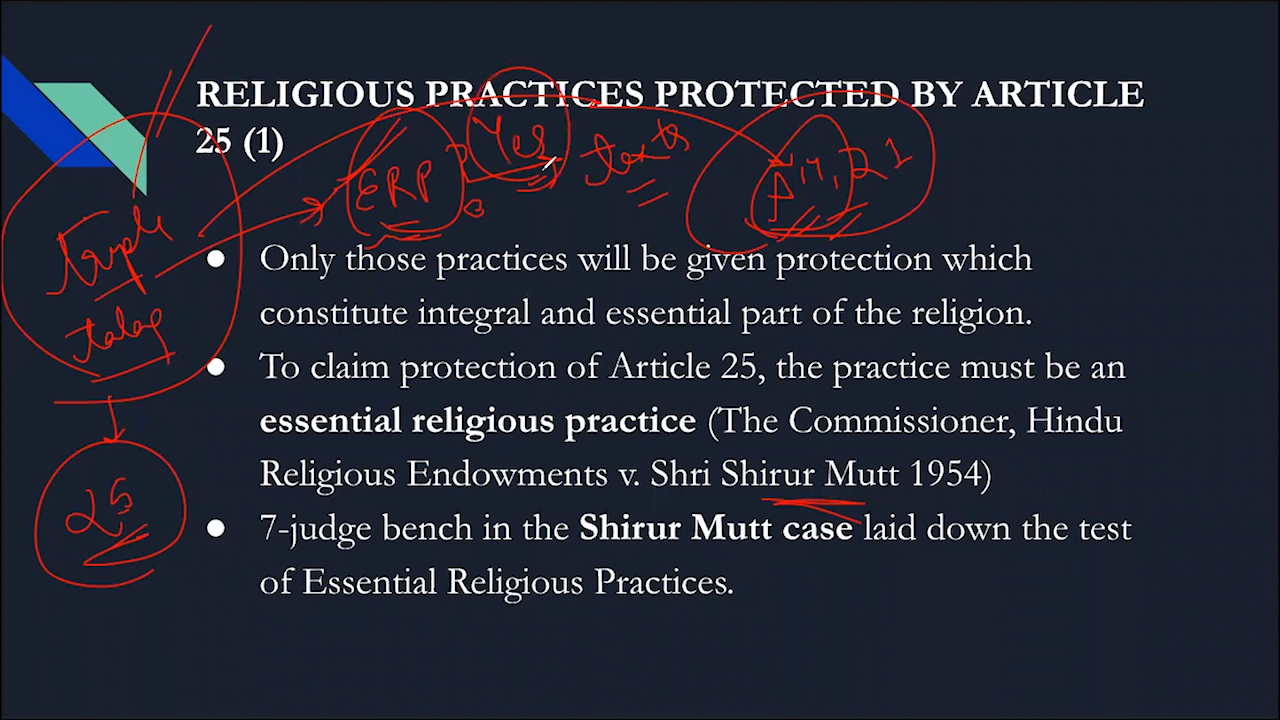 RELIGIOUS PRACTICES PROTECTED BY ARTICLE
25 (1)
Yes
ERP ?
texts
A 14, 21
Triple
talaq
● Only those practices will be given protection which
constitute integral and essential part of the religion.
● To claim protection of Article 25, the practice must be an
essential religious practice (The Commissioner, Hindu
Religious Endowments v. Shri Shirur Mutt 1954)
25
● 7-judge bench in the Shirur Mutt case laid down the test
of Essential Religious Practices.